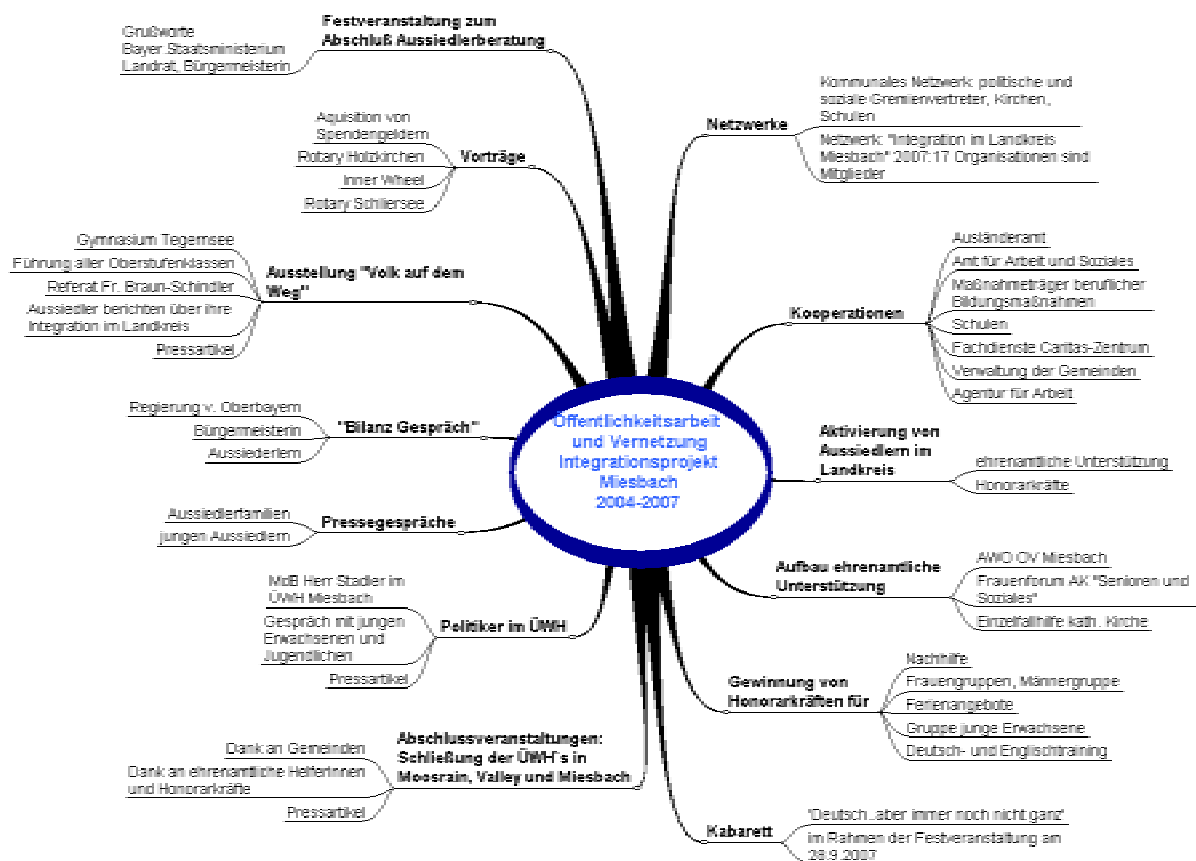 Öffentlichkeitsarbeit
und Vernetzung
Integrationsprojekt
Miesbach
2004-2007
Festveranstaltung zum
Abschluß Aussiedlerberatung
Grußworte
Bayer.Staatsministerium
Landrat, Bürgermeisterin
Vorträge
Aquisition von
Spendengeldern
Rotary Holzkirchen
Inner Wheel
Rotary Schliersee
Ausstellung "Volk auf dem
Weg"
Gymnasium Tegernsee
Führung aller Oberstufenklassen
Referat Fr. Braun-Schindler
Aussiedler berichten über ihre
Integration im Landkreis
Pressartikel
"Bilanz Gespräch"
Regierung v. Oberbayern
Bürgermeisterin
Pressegespräche
Aussiedlerfamilien
jungen Aussiedlern
Politiker im ÜWH
MdB Herr Stadler im
ÜWH Miesbach
Gespräch mit jungen
Erwachsenen und
Jugendlichen
Pressartikel
Abschlussveranstaltungen:
Schließung der ÜWH`s in
Moosrain, Valley und Miesbach
Dank an Gemeinden
Dank an ehrenamtliche HelferInnen
und Honorarkräfte
Pressartikel
Netzwerke
Kommunales Netzwerk: politische und
soziale Gremienvertreter, Kirchen,
Schulen
Netzwerk: "Integration im Landkreis
Miesbach" 2007:17 Organisationen sind
Mitglieder
Kooperationen
Ausländeramt
Amt für Arbeit und Soziales
Maßnahmeträger beruflicher
Bildungsmaßnahmen
Schulen
Fachdienste Caritas-Zentrum
Verwaltung der Gemeinden
Agentur für Arbeit
Aktivierung von
Aussiedlern im
Landkreis
ehrenamtliche Unterstützung
Honorarkräfte
Aufbau ehrenamtliche
Unterstützung
AWO OV Miesbach
Frauenforum AK "Senioren und
Soziales"
Einzelfallhilfe kath. Kirche
Gewinnung von
Honorarkräften für
Nachhilfe
Frauengruppen, Männergruppe
Ferienangebote
Gruppe junge Erwachsene
Deutsch- und Englischtraining
Kabarett
"Deutsch...aber immer noch nicht ganz"
im Rahmen der Festveranstaltung am
28.9.2007